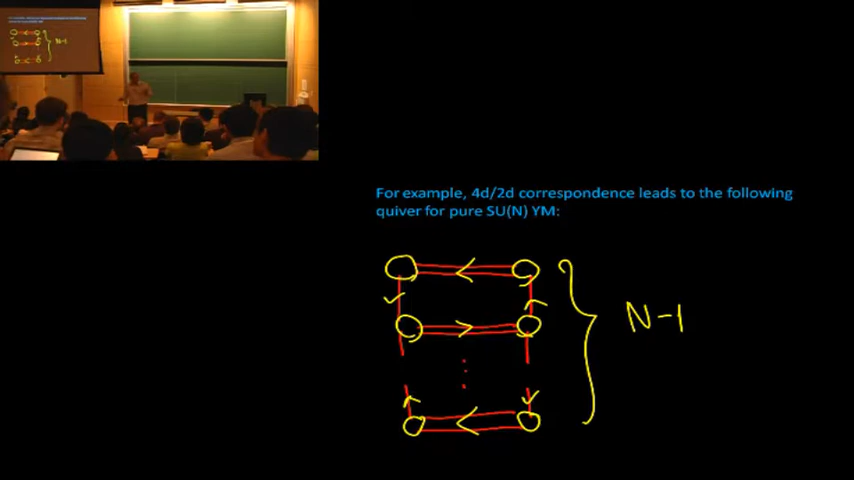 For example, 4d/2d correspondence leads to the following
quiver for pure SU(N) YM:
N-1